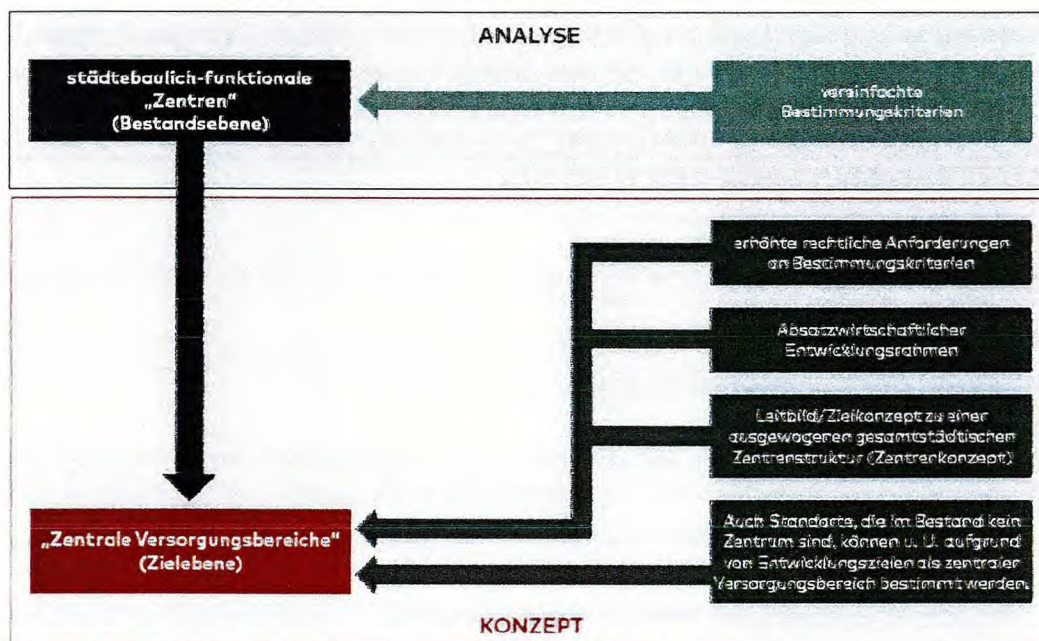 ANALYSE
städtebaulich-funktionale
„Zentren“
(Bestandsebene)
vereinfachte
Bestimmungskriterien
erhöhte rechtliche Anforderungen
an Bestimmungskriterien
Absatzwirtschaftlicher
Entwicklungsrahmen
Leitbild/Zielkonzept zu einer
ausgewogenen gesamtstädtischen
Zentrenstruktur (Zentrenkonzept)
„Zentrale Versorgungsbereiche“
(Zielebene)
Auch Standorte, die im Bestand kein
Zentrum sind, können u. U. aufgrund
von Entwicklungszielen als zentraler
Versorgungsbereich bestimmt werden.
KONZEPT